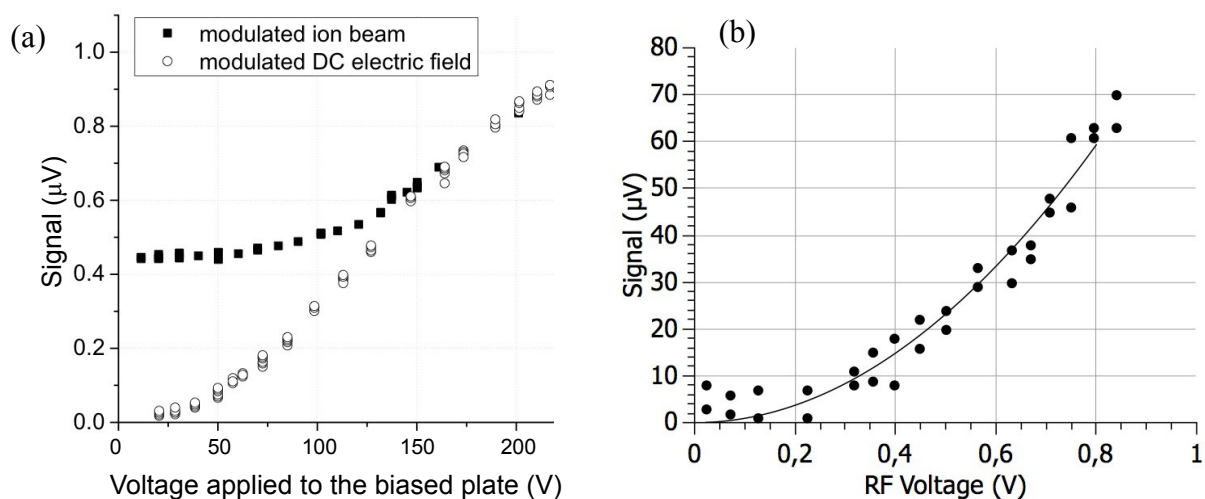 (a)
modulated ion beam
modulated DC electric field
Signal (µV)
1.0
0.8
0.6
0.4
0.2
0.0
0 50 100 150 200
Voltage applied to the biased plate (V)
(b)
Signal (µV)
80
70
60
50
40
30
20
10
0
0 0,2 0,4 0,6 0,8 1
RF Voltage (V)